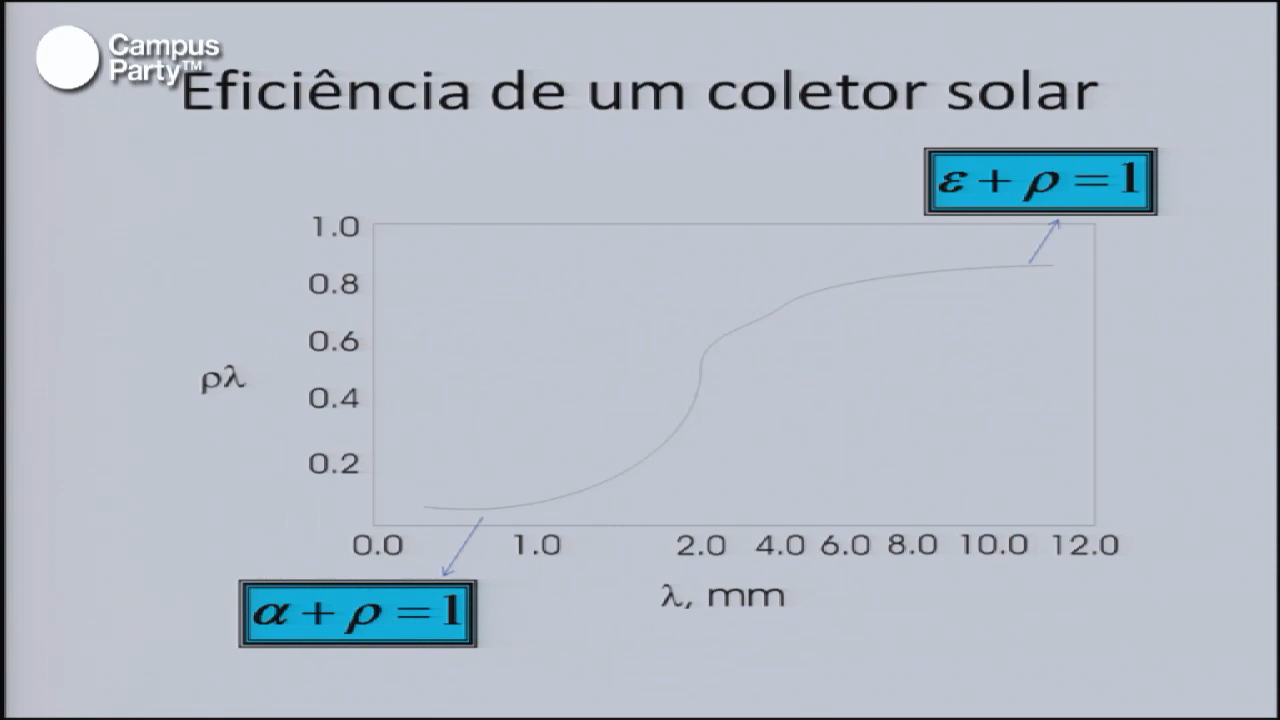 Campus
Party™
Eficiência de um coletor solar
ε + ρ = 1
1.0
0.8
0.6
ρλ
0.4
0.2
0.0 1.0 2.0 4.0 6.0 8.0 10.0 12.0
λ, mm
α + ρ = 1